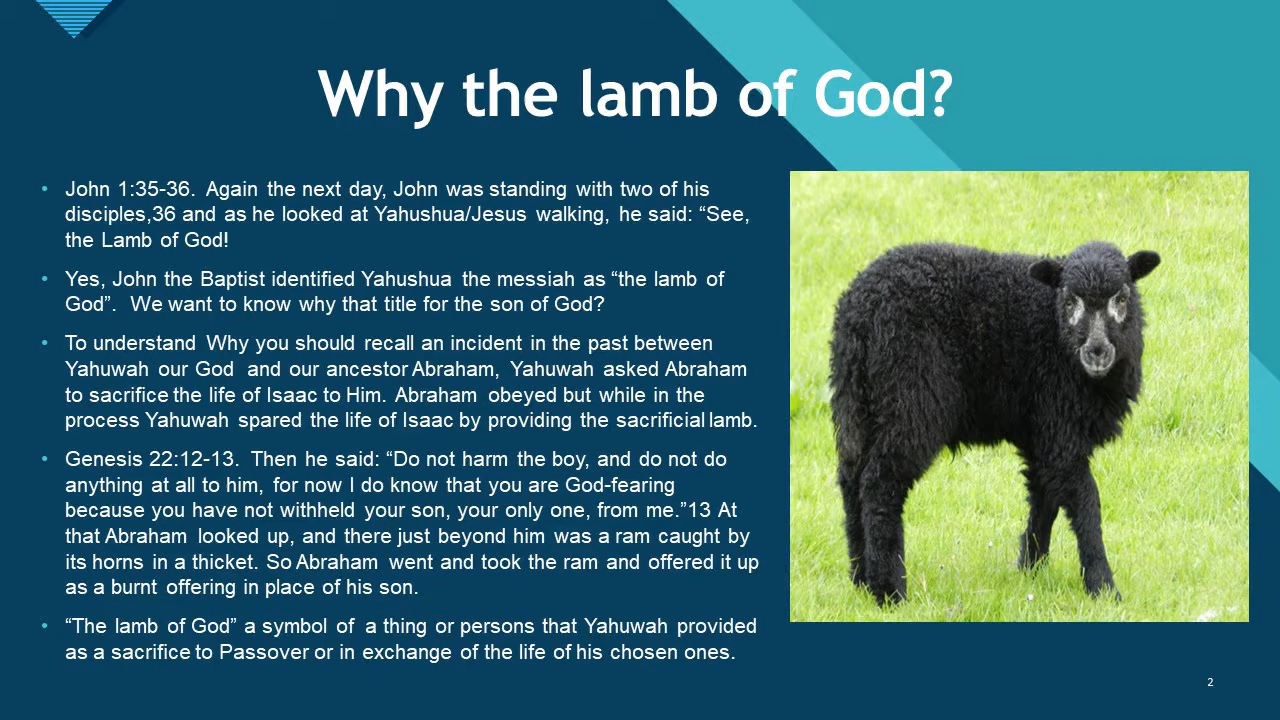 Why the lamb of God?
• John 1:35-36. Again the next day, John was standing with two of his
disciples,36 and as he looked at Yahushua/Jesus walking, he said: “See,
the Lamb of God!
• Yes, John the Baptist identified Yahushua the messiah as “the lamb of
God”. We want to know why that title for the son of God?
• To understand Why you should recall an incident in the past between
Yahuwah our God and our ancestor Abraham, Yahuwah asked Abraham
to sacrifice the life of Isaac to Him. Abraham obeyed but while in the
process Yahuwah spared the life of Isaac by providing the sacrificial lamb.
• Genesis 22:12-13. Then he said: “Do not harm the boy, and do not do
anything at all to him, for now I do know that you are God-fearing
because you have not withheld your son, your only one, from me.”13 At
that Abraham looked up, and there just beyond him was a ram caught by
its horns in a thicket. So Abraham went and took the ram and offered it up
as a burnt offering in place of his son.
• “The lamb of God” a symbol of a thing or persons that Yahuwah provided
as a sacrifice to Passover or in exchange of the life of his chosen ones.
2